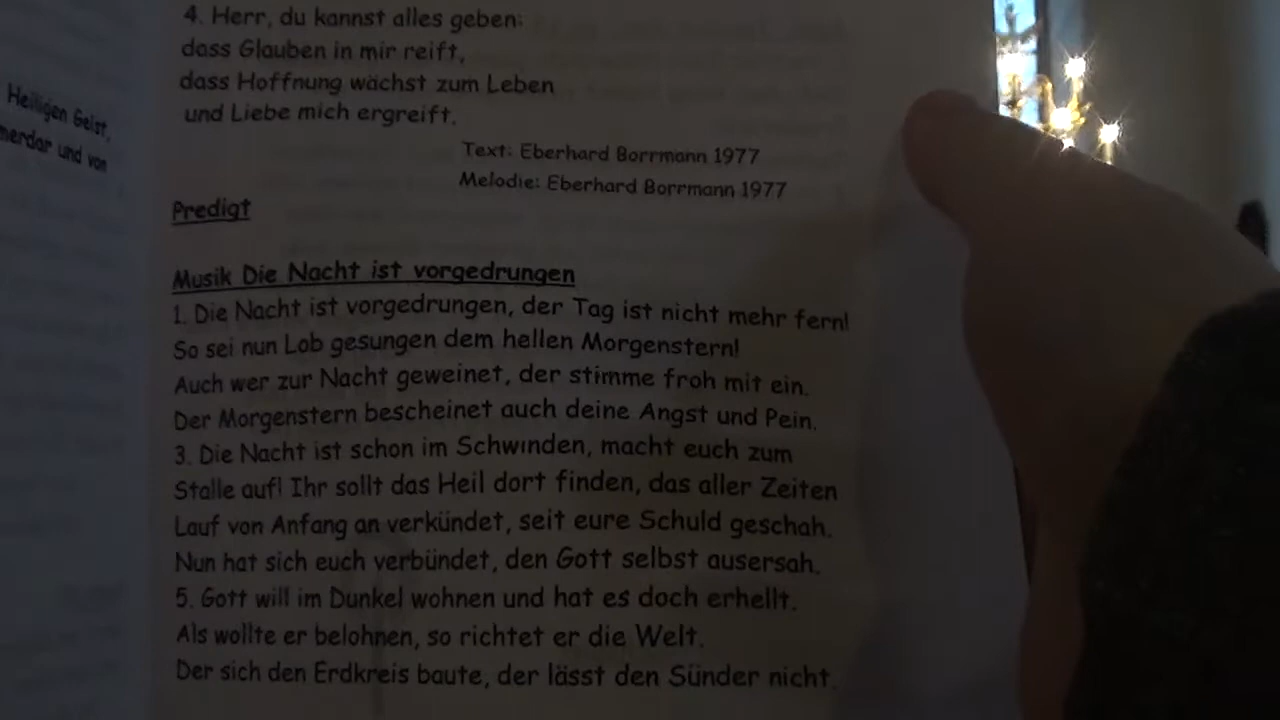 Heiligen Geist,
und von
4. Herr, du kannst alles geben:
dass Glauben in mir reift,
dass Hoffnung wächst zum Leben
und Liebe mich ergreift.
Text: Eberhard Borrmann 1977
Melodie: Eberhard Borrmann 1977
Predigt
Musik Die Nacht ist vorgedrungen
1. Die Nacht ist vorgedrungen, der Tag ist nicht mehr fern!
So sei nun Lob gesungen dem hellen Morgenstern!
Auch wer zur Nacht geweinet, der stimme froh mit ein.
Der Morgenstern bescheinet auch deine Angst und Pein.
3. Die Nacht ist schon im Schwinden, macht euch zum
Stalle auf! Ihr sollt das Heil dort finden, das aller Zeiten
Lauf von Anfang an verkündet, seit eure Schuld geschah.
Nun hat sich euch verbündet, den Gott selbst ausersah.
5. Gott will im Dunkel wohnen und hat es doch erhellt.
Als wollte er belohnen, so richtet er die Welt.
Der sich den Erdkreis baute, der lässt den Sünder nicht.